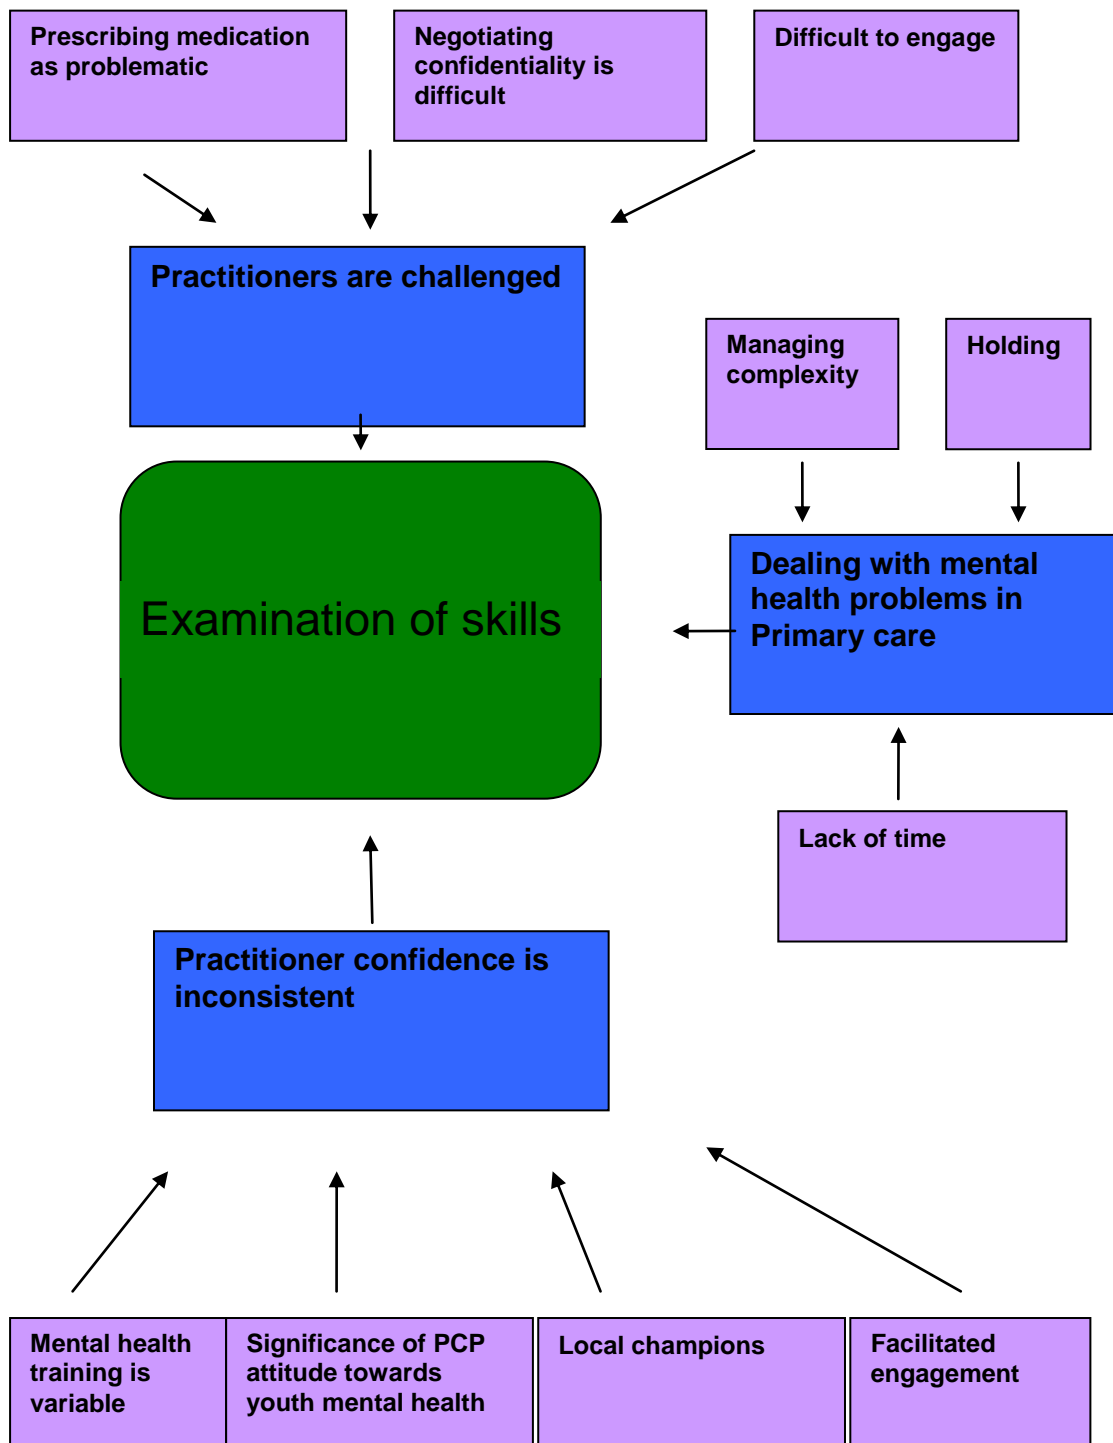 Prescribing medication
as problematic
Negotiating
confidentiality is
difficult
Difficult to engage
Practitioners are challenged
Managing
complexity
Holding
Examination of skills
Dealing with mental
health problems in
Primary care
Lack of time
Practitioner confidence is
inconsistent
Mental health
training is
variable
Significance of PCP
attitude towards
youth mental health
Local champions
Facilitated
engagement